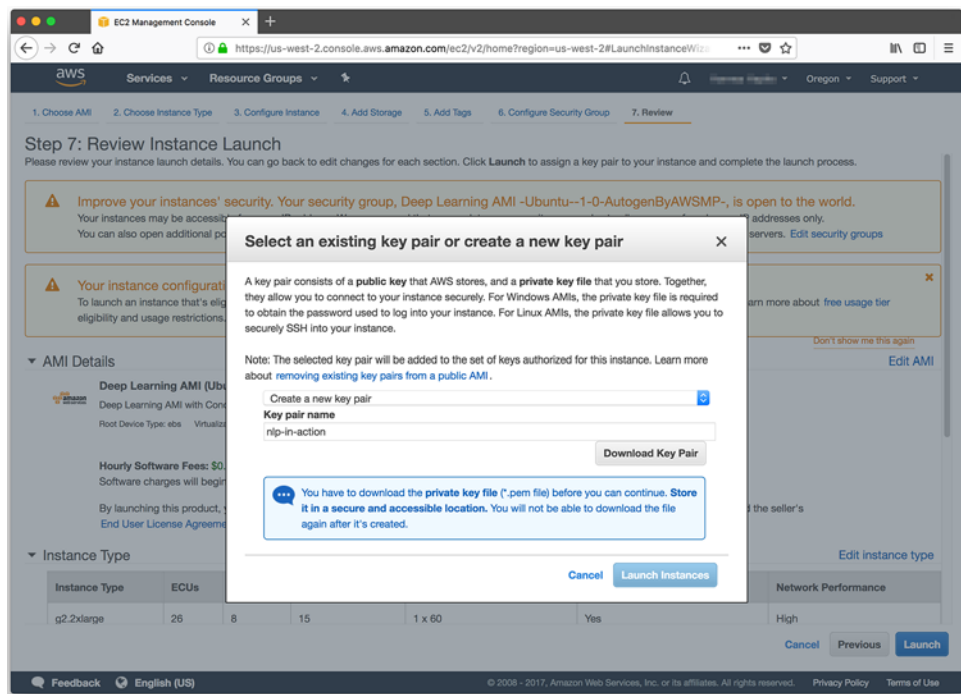 EC2 Management Console
https://us-west-2.console.aws.amazon.com/ec2/v2/home?region=us-west-2#LaunchInstanceWiz
aws Services Resource Groups Oregon Support
1. Choose AMI 2. Choose Instance Type 3. Configure Instance 4. Add Storage 5. Add Tags 6. Configure Security Group 7. Review
Step 7: Review Instance Launch
Please review your instance launch details. You can go back to edit changes for each section. Click Launch to assign a key pair to your instance and complete the launch process.
Improve your instances' security. Your security group, Deep Learning AMI -Ubuntu--1-0-AutogenByAWSMP-, is open to the world.
Your instances may be accessible addresses only.
You can also open additional servers. Edit security groups
Select an existing key pair or create a new key pair
A key pair consists of a public key that AWS stores, and a private key file that you store. Together,
they allow you to connect to your instance securely. For Windows AMIs, the private key file is required
to obtain the password used to log into your instance. For Linux AMIs, the private key file allows you to
securely SSH into your instance.
Note: The selected key pair will be added to the set of keys authorized for this instance. Learn more
about removing existing key pairs from a public AMI.
Create a new key pair
Key pair name
nlp-in-action
Download Key Pair
You have to download the private key file (*.pem file) before you can continue. Store
it in a secure and accessible location. You will not be able to download the file
again after it's created.
Cancel Launch Instances
Your instance configurati
To launch an instance that's elig arn more about free usage tier
eligibility and usage restrictions.
Don't show me this again
AMI Details Edit AMI
Deep Learning AMI (Ubu
amazon
Deep Learning AMI with Con
Root Device Type: ebs Virtualiz
Hourly Software Fees: $0.
Software charges will begin
By launching this product, d the seller's
End User License Agreeme
Instance Type Edit instance type
Instance Type ECUs Network Performance
g2.2xlarge 26 8 15 1 x 60 Yes High
Cancel Previous Launch
Feedback English (US) © 2008 - 2017, Amazon Web Services, Inc. or its affiliates. All rights reserved. Privacy Policy Terms of Use